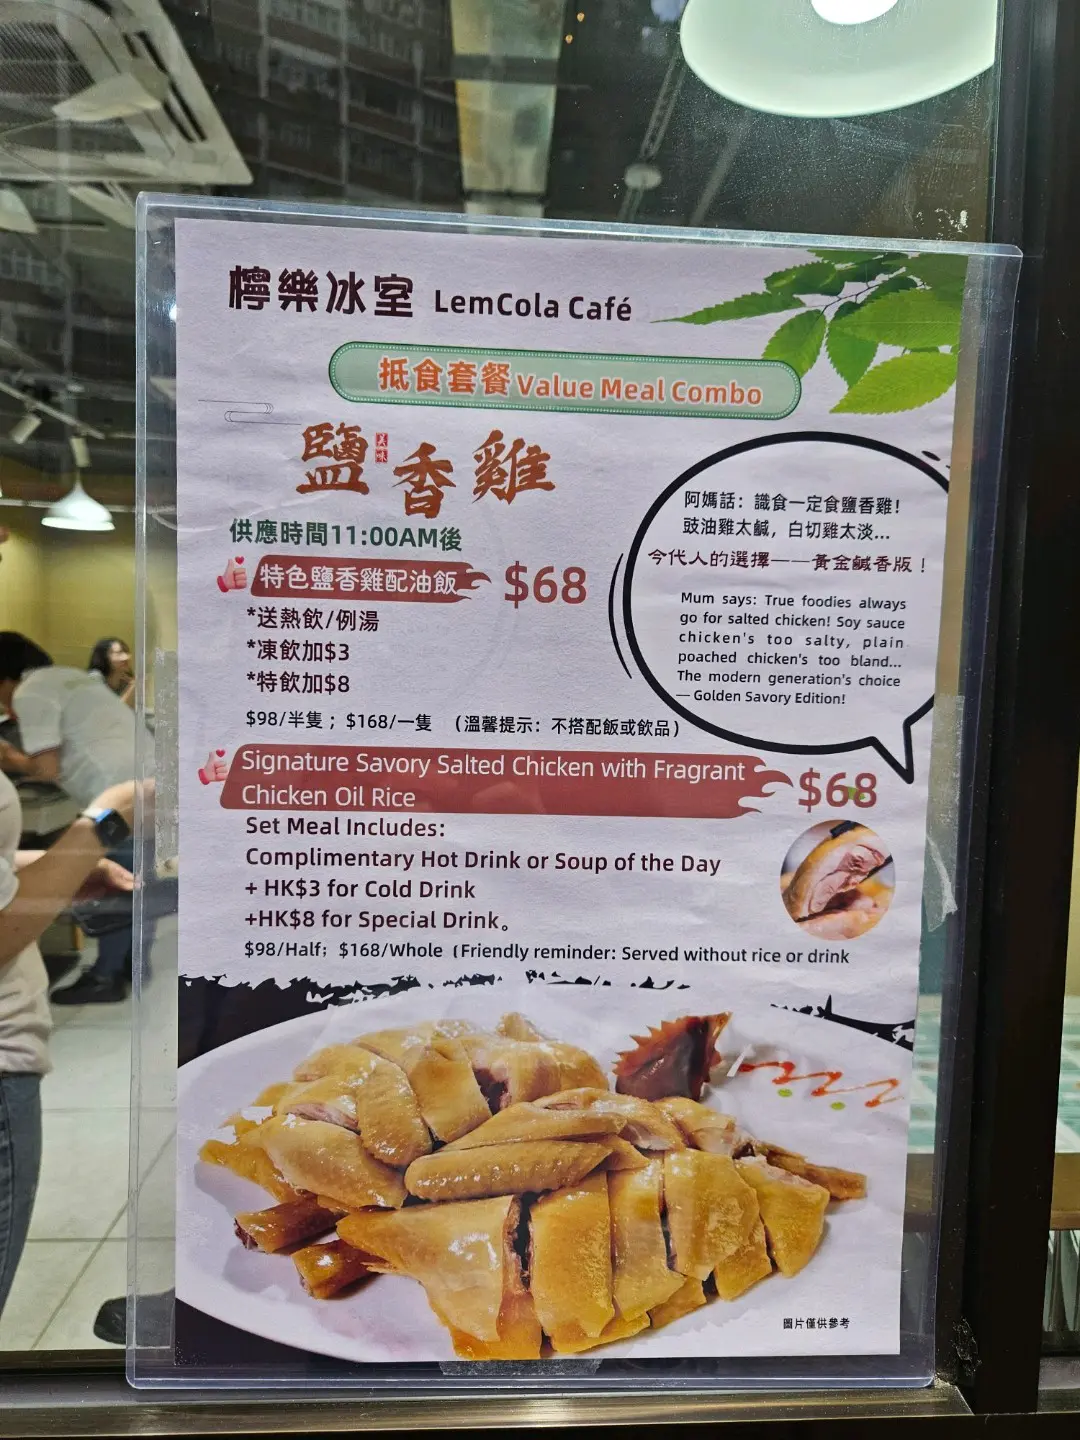 檸樂冰室 LemCola Café
抵食套餐 Value Meal Combo
鹽香雞
美味
供應時間11:00AM後
特色鹽香雞配油飯 $68
*送熱飲/例湯
*凍飲加$3
*特飲加$8
$98/半隻；$168/一隻 （溫馨提示：不搭配飯或飲品）
阿媽話：識食一定食鹽香雞！
豉油雞太鹹，白切雞太淡...
今代人的選擇——黃金鹹香版！
Mum says: True foodies always
go for salted chicken! Soy sauce
chicken's too salty, plain
poached chicken's too bland...
The modern generation's choice
— Golden Savory Edition!
Signature Savory Salted Chicken with Fragrant
Chicken Oil Rice
$68
Set Meal Includes:
Complimentary Hot Drink or Soup of the Day
+ HK$3 for Cold Drink
+HK$8 for Special Drink。
$98/Half；$168/Whole（Friendly reminder: Served without rice or drink
圖片僅供參考